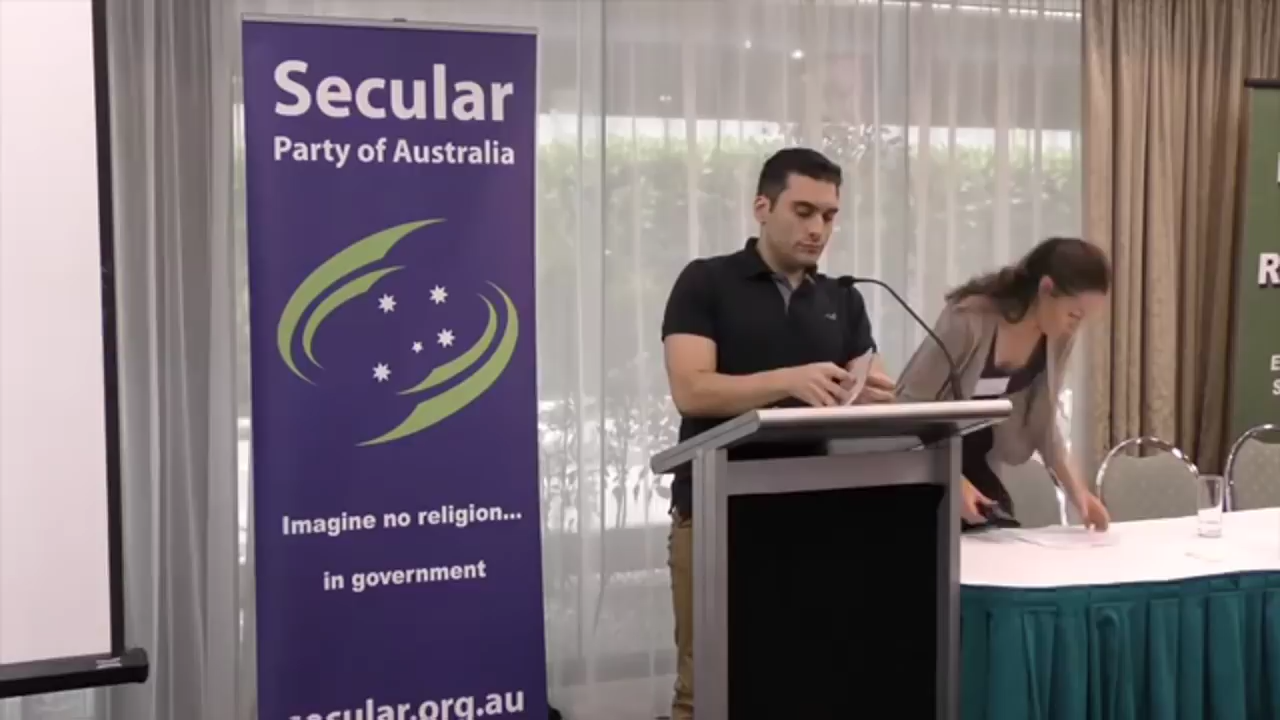 Secular
Party of Australia
Imagine no religion...
in government
secular.org.au
R